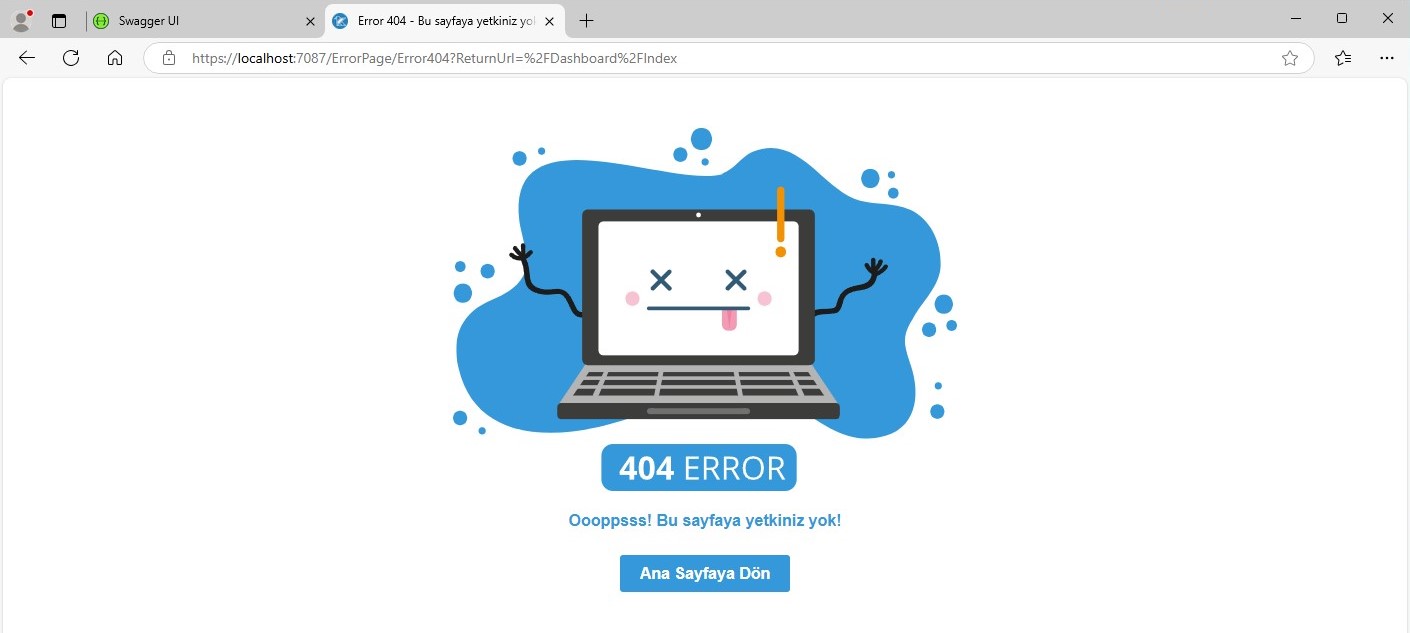 Swagger UI
Error 404 - Bu sayfaya yetkiniz yo
https://localhost:7087/ErrorPage/Error404?ReturnUrl=%2FDashboard%2FIndex
404 ERROR
Oooppsss! Bu sayfaya yetkiniz yok!
Ana Sayfaya Dön